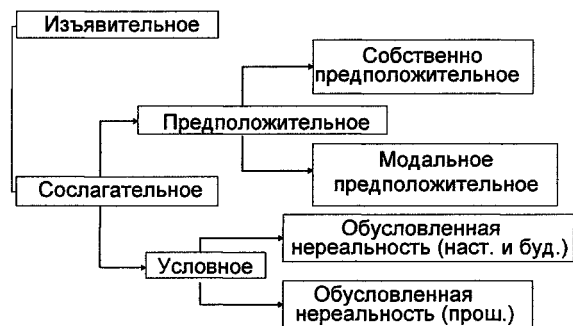 Изъявительное
Собственно
предположительное
Предположительное
Модальное
предположительное
Сослагательное
Обусловленная
нереальность (наст. и буд.)
Условное
Обусловленная
нереальность (прош.)